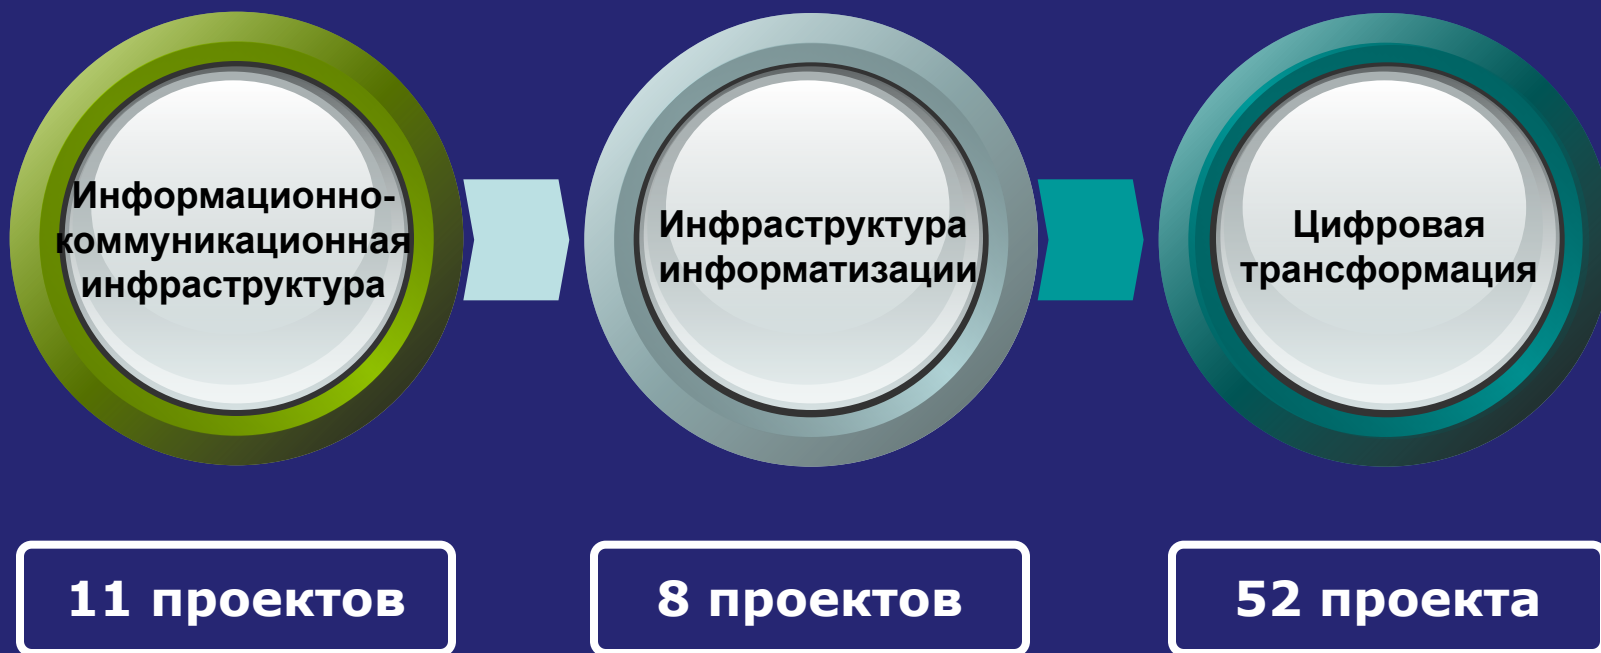 Информационно-
коммуникационная
инфраструктура
Инфраструктура
информатизации
Цифровая
трансформация
11 проектов
8 проектов
52 проекта